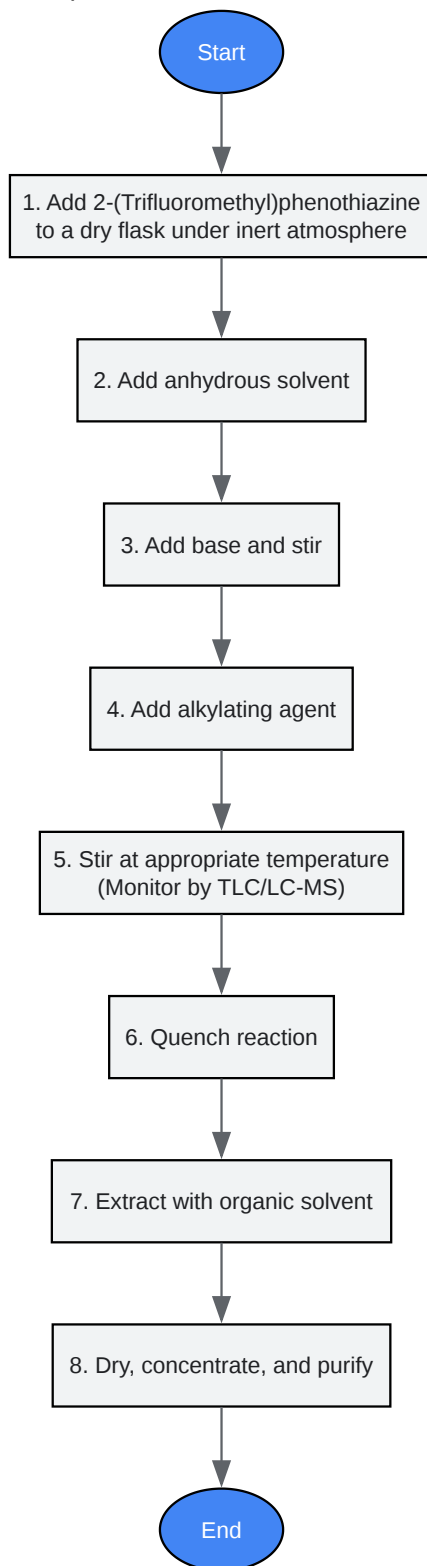 Start
1. Add 2-(Trifluoromethyl)phenothiazine
to a dry flask under inert atmosphere
2. Add anhydrous solvent
3. Add base and stir
4. Add alkylating agent
5. Stir at appropriate temperature
(Monitor by TLC/LC-MS)
6. Quench reaction
7. Extract with organic solvent
8. Dry, concentrate, and purify
End